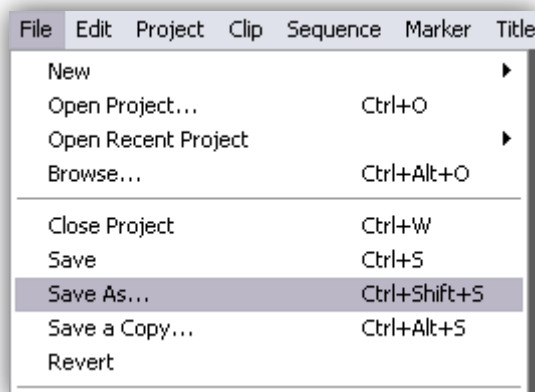 File Edit Project Clip Sequence Marker Title
New
Open Project... Ctrl+O
Open Recent Project
Browse... Ctrl+Alt+O
Close Project Ctrl+W
Save Ctrl+S
Save As... Ctrl+Shift+S
Save a Copy... Ctrl+Alt+S
Revert